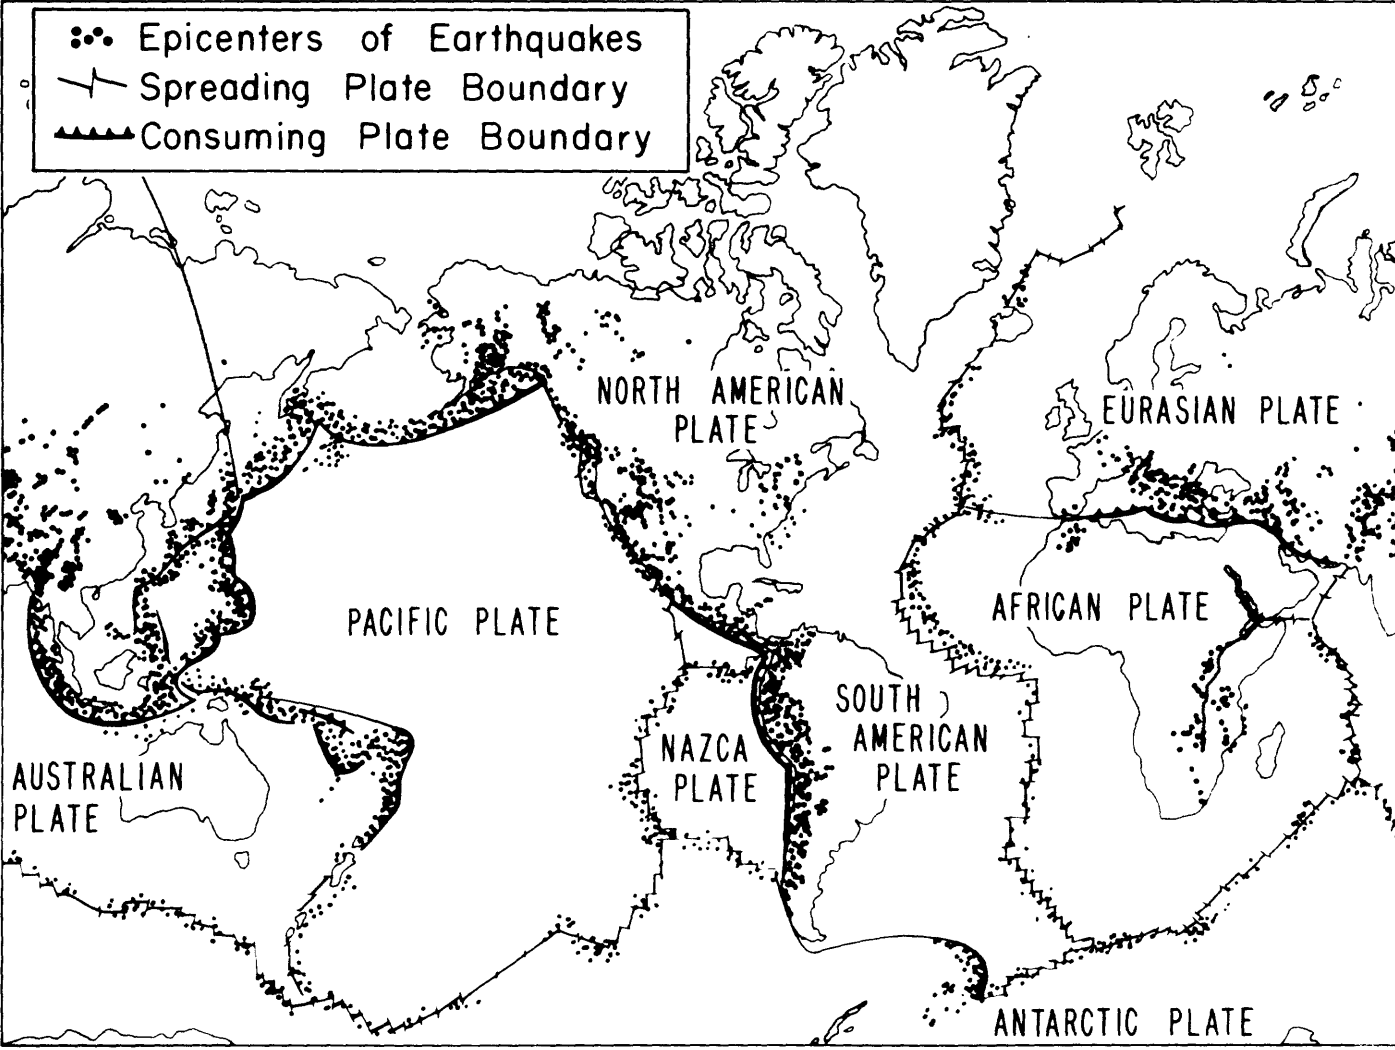 Epicenters of Earthquakes
Spreading Plate Boundary
Consuming Plate Boundary
NORTH AMERICAN
PLATE
EURASIAN PLATE
PACIFIC PLATE
AFRICAN PLATE
SOUTH
AMERICAN
PLATE
NAZCA
PLATE
AUSTRALIAN
PLATE
ANTARCTIC PLATE